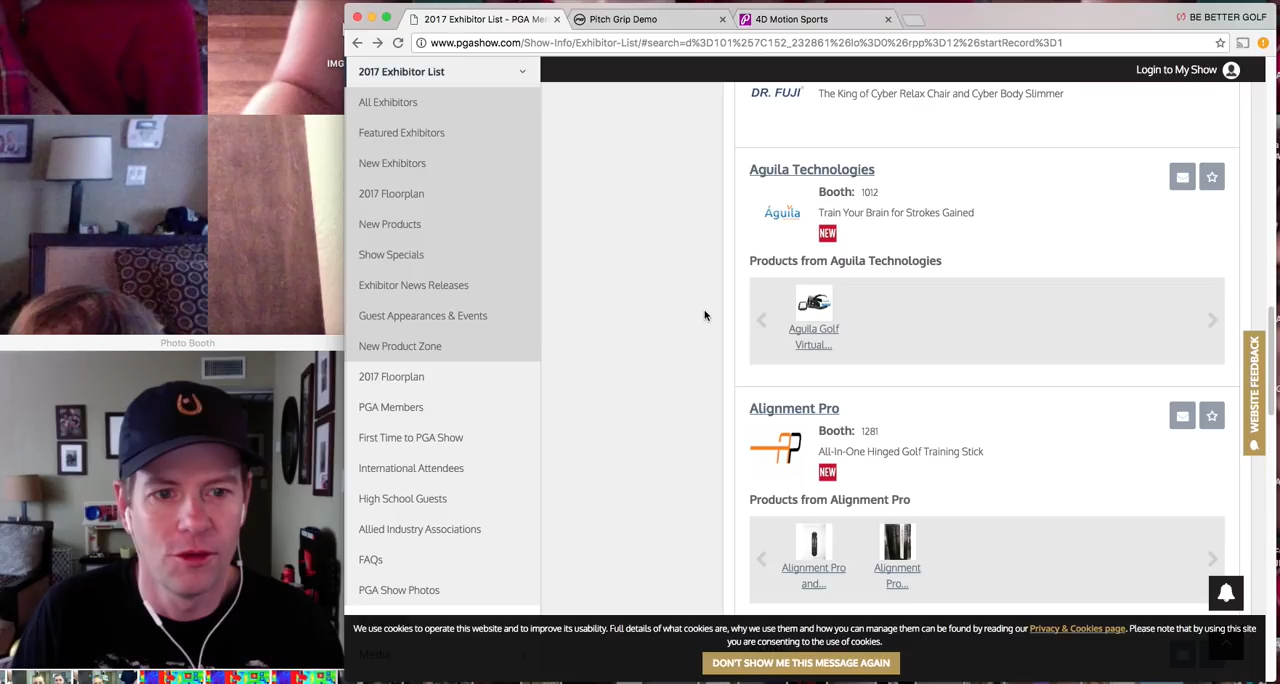 2017 Exhibitor List - PGA Me
Pitch Grip Demo
4D Motion Sports
BE BETTER GOLF
www.pgashow.com/Show-Info/Exhibitor-List/#search=d%3D101%257C152_232861%26lo%3D0%26rpp%3D12%26startRecord%3D1
IMG
2017 Exhibitor List
Login to My Show
All Exhibitors
Featured Exhibitors
New Exhibitors
2017 Floorplan
New Products
Show Specials
Exhibitor News Releases
Guest Appearances & Events
New Product Zone
2017 Floorplan
PGA Members
First Time to PGA Show
International Attendees
High School Guests
Allied Industry Associations
FAQs
PGA Show Photos
Media
DR. FUJI
The King of Cyber Relax Chair and Cyber Body Slimmer
Aguila Technologies
Booth: 1012
Águila
Train Your Brain for Strokes Gained
NEW
Products from Aguila Technologies
Aguila Golf
Virtual...
Alignment Pro
Booth: 1281
All-In-One Hinged Golf Training Stick
NEW
Products from Alignment Pro
Alignment Pro
and...
Alignment
Pro...
WEBSITE FEEDBACK
Photo Booth
We use cookies to operate this website and to improve its usability. Full details of what cookies are, why we use them and how you can manage them can be found by reading our Privacy & Cookies page. Please note that by using this site
you are consenting to the use of cookies.
DON'T SHOW ME THIS MESSAGE AGAIN